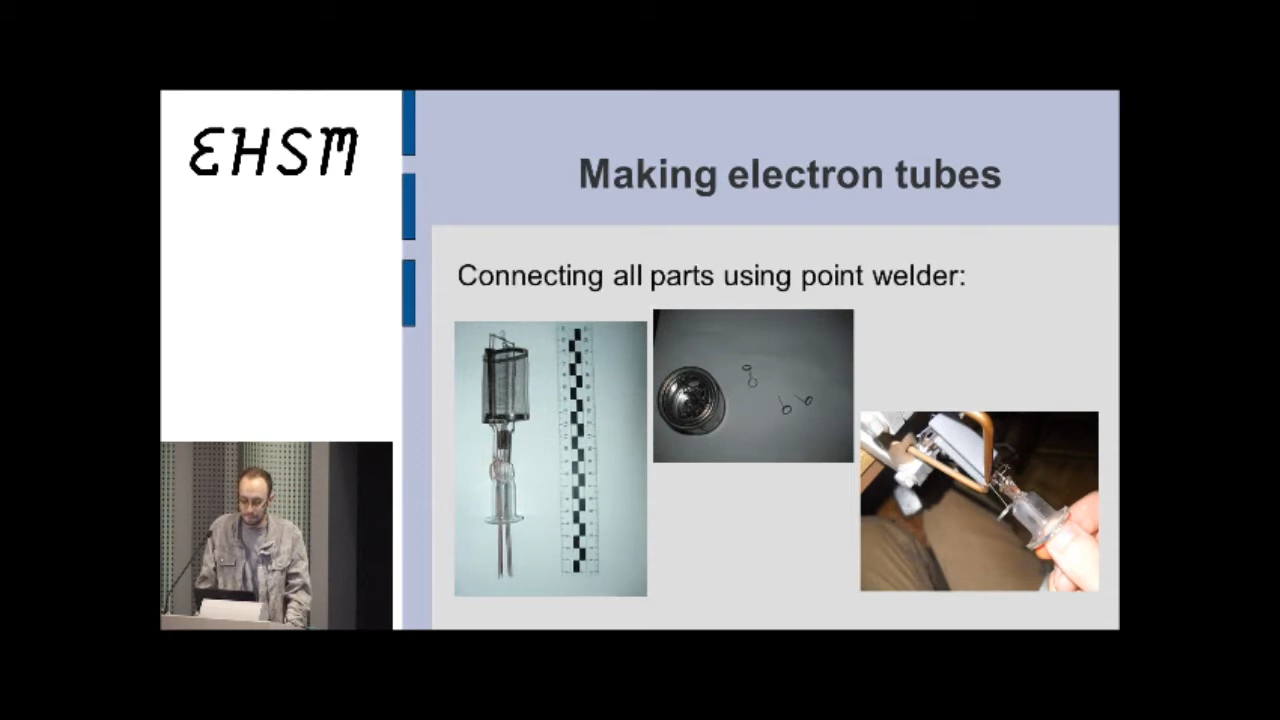 EHSM
Making electron tubes
Connecting all parts using point welder: